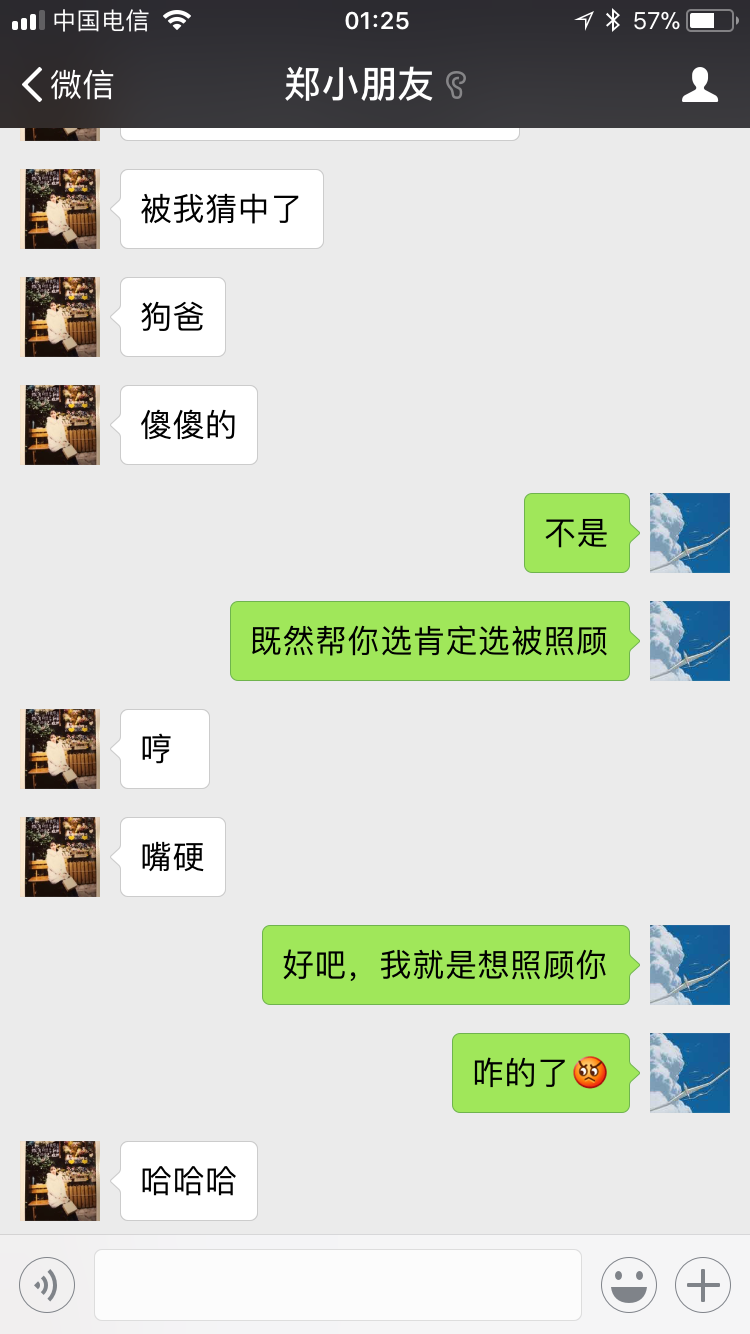 中国电信 01:25 57%
微信 郑小朋友
被我猜中了
狗爸
傻傻的
不是
既然帮你选肯定选被照顾
哼
嘴硬
好吧，我就是想照顾你
咋的了😡
哈哈哈